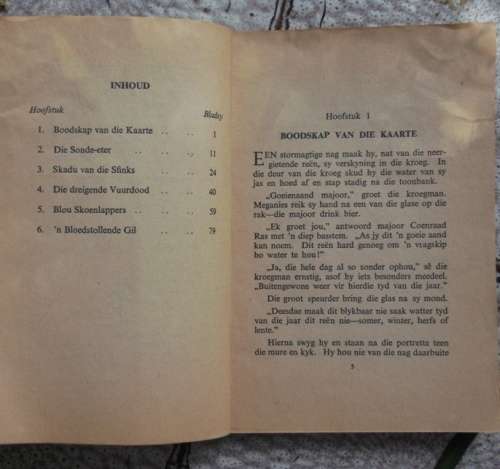 INHOUD
Hoofstuk Bladsy
1. Boodskap van die Kaarte .. .. 1
2. Die Sonde-eter .. .. .. 11
3. Skadu van die Sfinks .. .. 24
4. Die dreigende Vuurdood .. .. 40
5. Blou Skoenlappers .. .. .. 59
6. 'n Bloedstollende Gil .. .. 79
Hoofstuk 1
BOODSKAP VAN DIE KAARTE
EEN stormagtige nag maak hy, nat van die neer-
gietende reën, sy verskyning in die kroeg. In
die deur van die kroeg skud hy die water van sy
jas en hoed af en stap stadig na die toonbank.
„Goeienaand majoor," groet die kroegman.
Meganies reik sy hand na een van die glase op die
rak—die majoor drink bier.
„Ek groet jou," antwoord majoor Coenraad
Ras met 'n diep basstem. „As jy dit 'n goeie aand
kan noem. Dit reën hard genoeg om 'n vragskip
bo water te hou!"
„Ja, die hele dag al so sonder ophou," sê die
kroegman ernstig, asof hy iets besonders meedeel.
„Buitengewone weer vir hierdie tyd van die jaar."
Die groot speurder bring die glas na sy mond.
„Deesdae maak dit blykbaar nie saak watter tyd
van die jaar dit reën nie—somer, winter, herfs of
lente."
Hierna swyg hy en staan na die portrette teen
die mure en kyk. Hy hou nie van die nag daarbuite
5